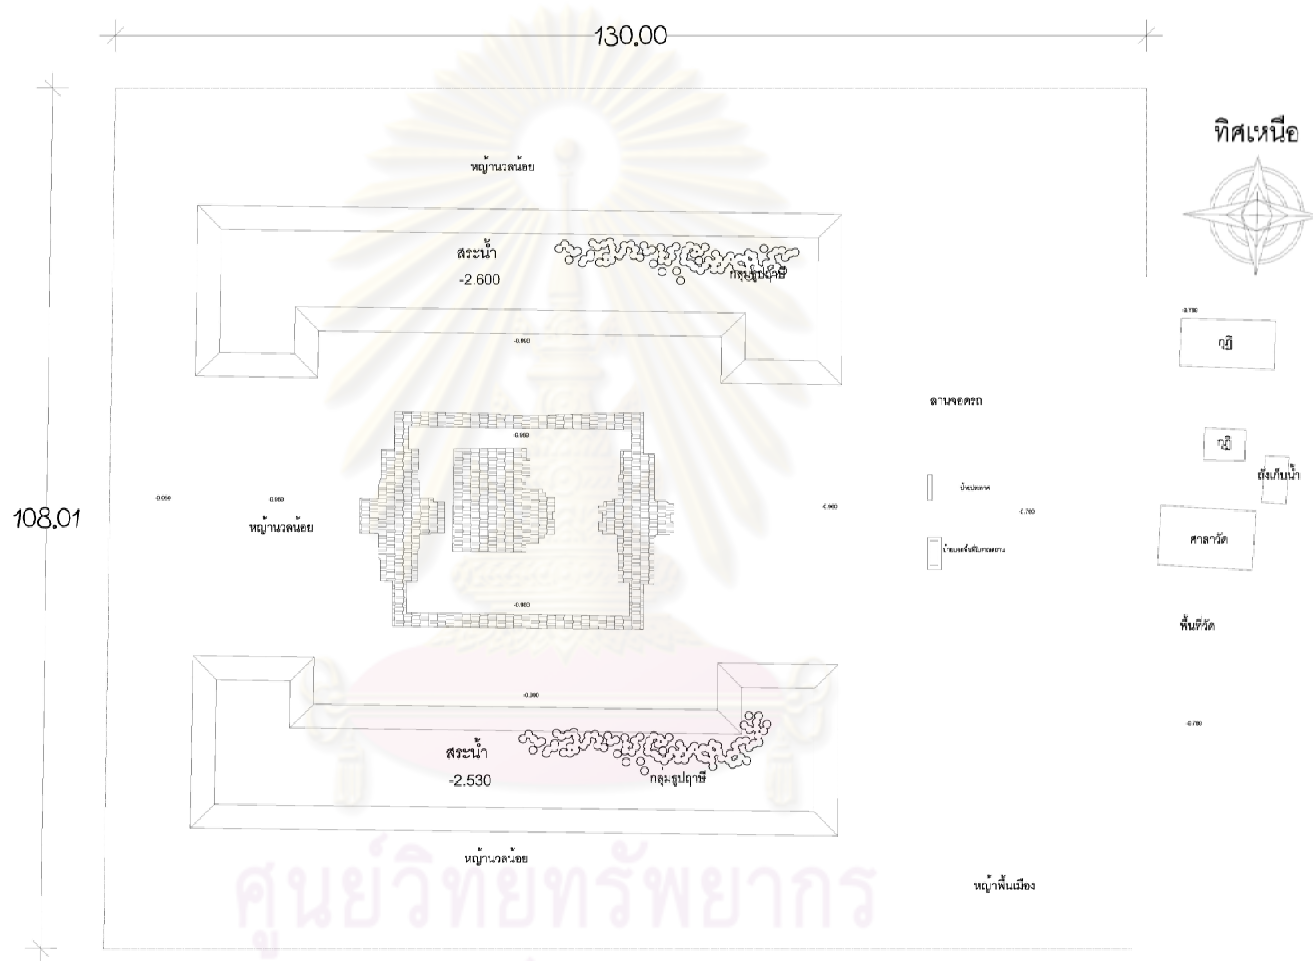 130.00
ทิศเหนือ
หญ้านวลน้อย
สระน้ำ
-2.600
กลุ่มธูปฤาษี
กุฏิ
ลานจอดรถ
กุฏิ
ถังเก็บน้ำ
หญ้านวลน้อย
108.01
ศาลาวัด
พื้นที่วัด
สระน้ำ
-2.530
กลุ่มธูปฤาษี
หญ้านวลน้อย
หญ้าพื้นเมือง
ศูนย์วิทยทรัพยากร